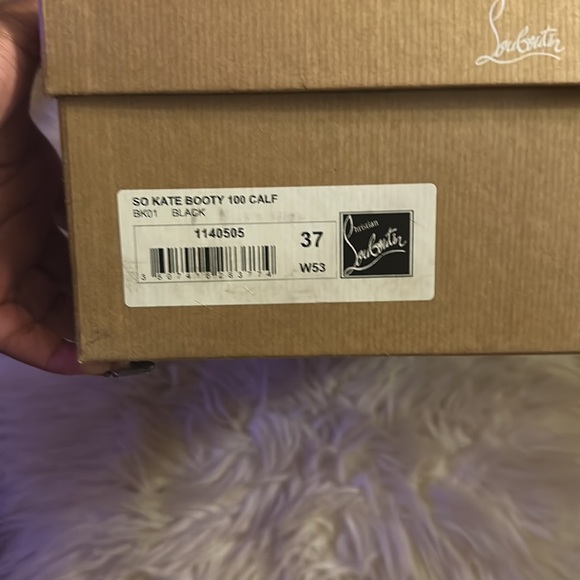 Louboutin
SO KATE BOOTY 100 CALF
BK01 BLACK
1140505
37
W53
Christian
Louboutin